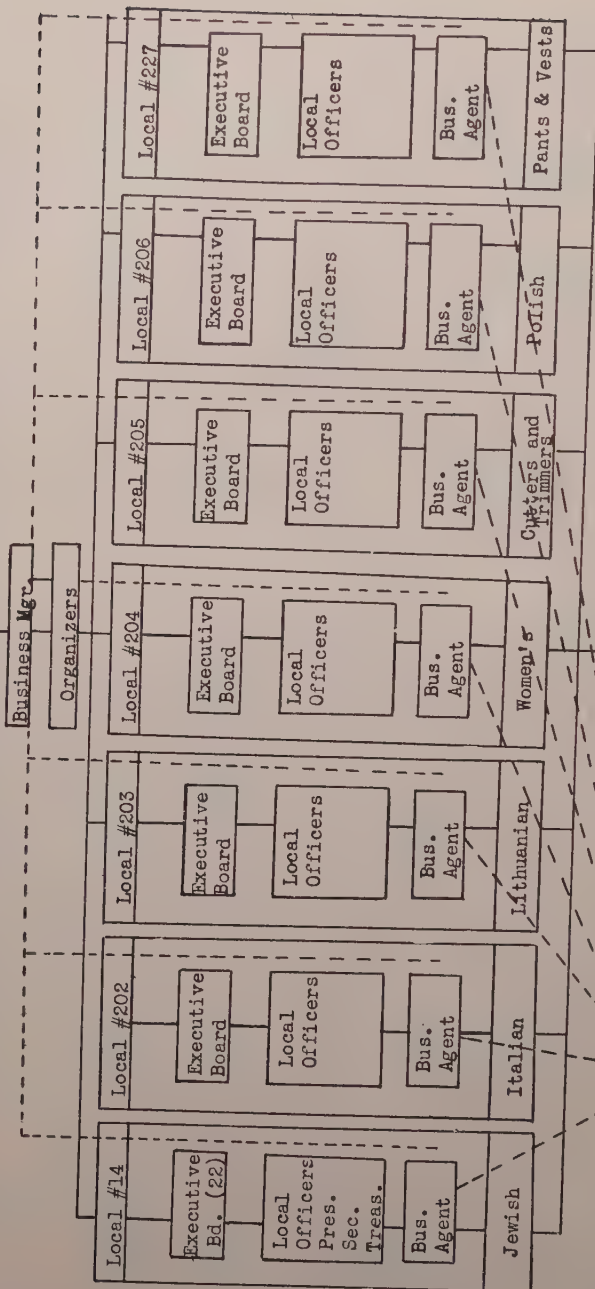 Business Mgr.
Organizers
Local #14
Executive
Bd. (22)
Local
Officers
Pres.
Sec.
Treas.
Bus.
Agent
Jewish
Local #202
Executive
Board
Local
Officers
Bus.
Agent
Italian
Local #203
Executive
Board
Local
Officers
Bus.
Agent
Lithuanian
Local #204
Executive
Board
Local
Officers
Bus.
Agent
Women's
Local #205
Executive
Board
Local
Officers
Bus.
Agent
Cutters and
Trimmers
Local #206
Executive
Board
Local
Officers
Bus.
Agent
Polish
Local #227
Executive
Board
Local
Officers
Bus.
Agent
Pants & Vests